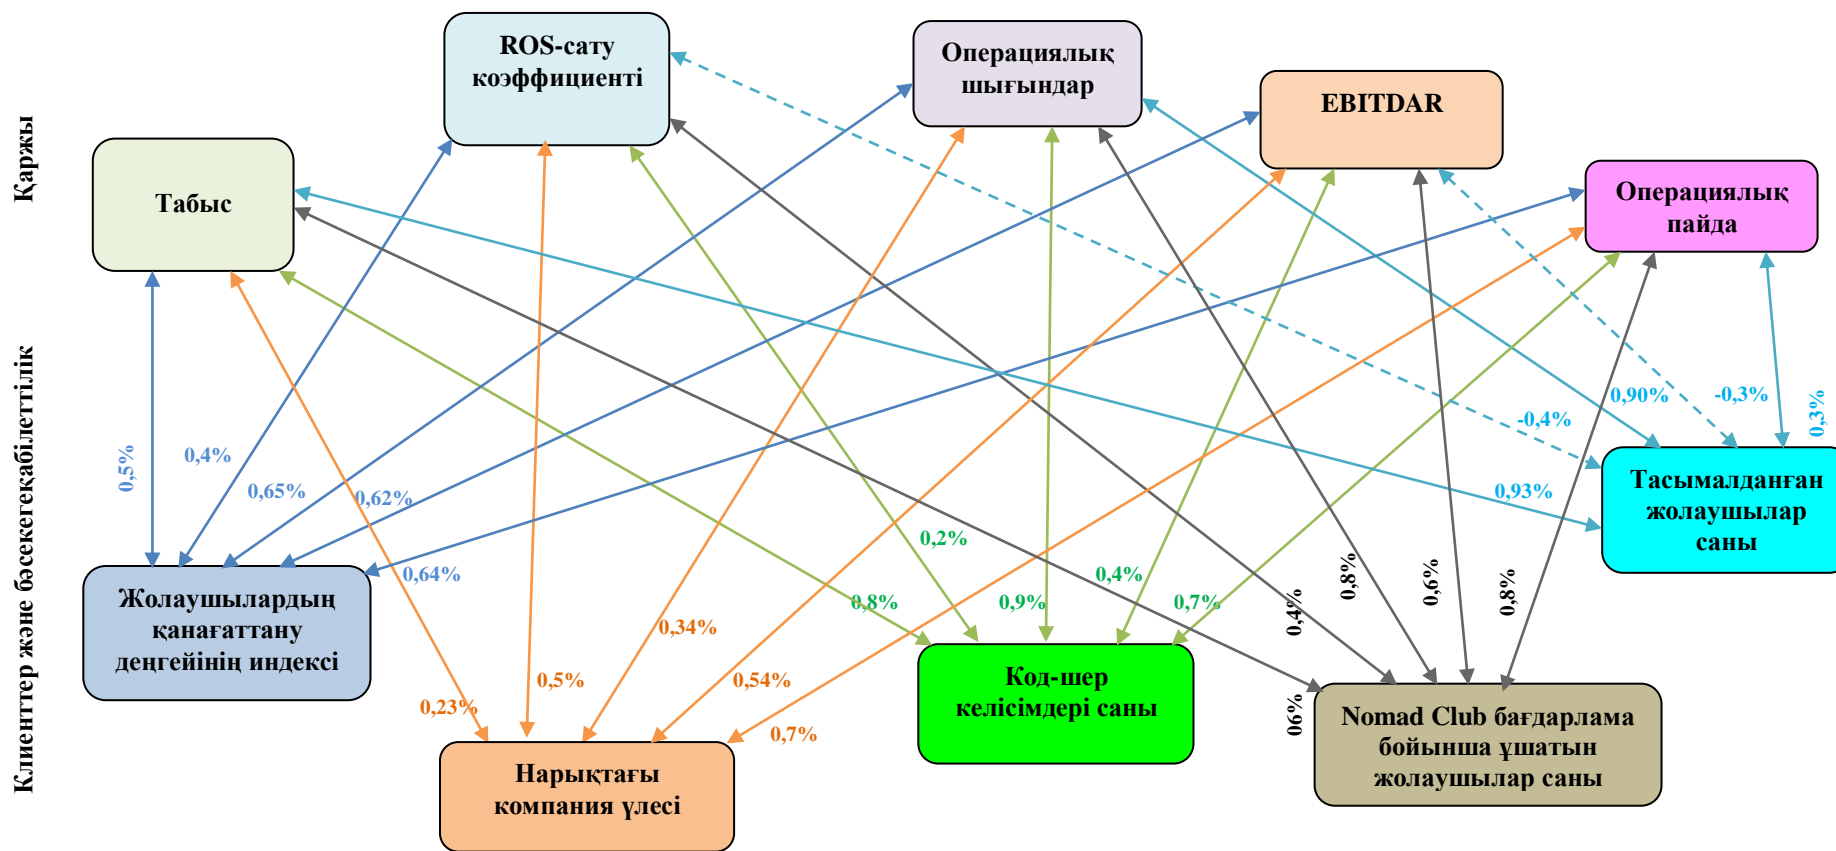 Қаржы
ROS-сату
коэффициенті
Операциялық
шығындар
EBITDAR
Табыс
Операциялық
пайда
Клиенттер және бәсекегеқабілеттілік
0,5%
0,4%
0,65%
0,62%
0,64%
0,23%
0,5%
0,34%
0,54%
0,7%
0,8%
0,2%
0,9%
0,4%
0,7%
06%
0,4%
0,8%
0,6%
0,8%
0,93%
-0,4%
0,90%
-0,3%
0,3%
Тасымалданған
жолаушылар
саны
Жолаушылардың
қанағаттану
деңгейінің индексі
Код-шер
келісімдері саны
Nomad Club бағдарлама
бойынша ұшатын
жолаушылар саны
Нарықтағы
компания үлесі